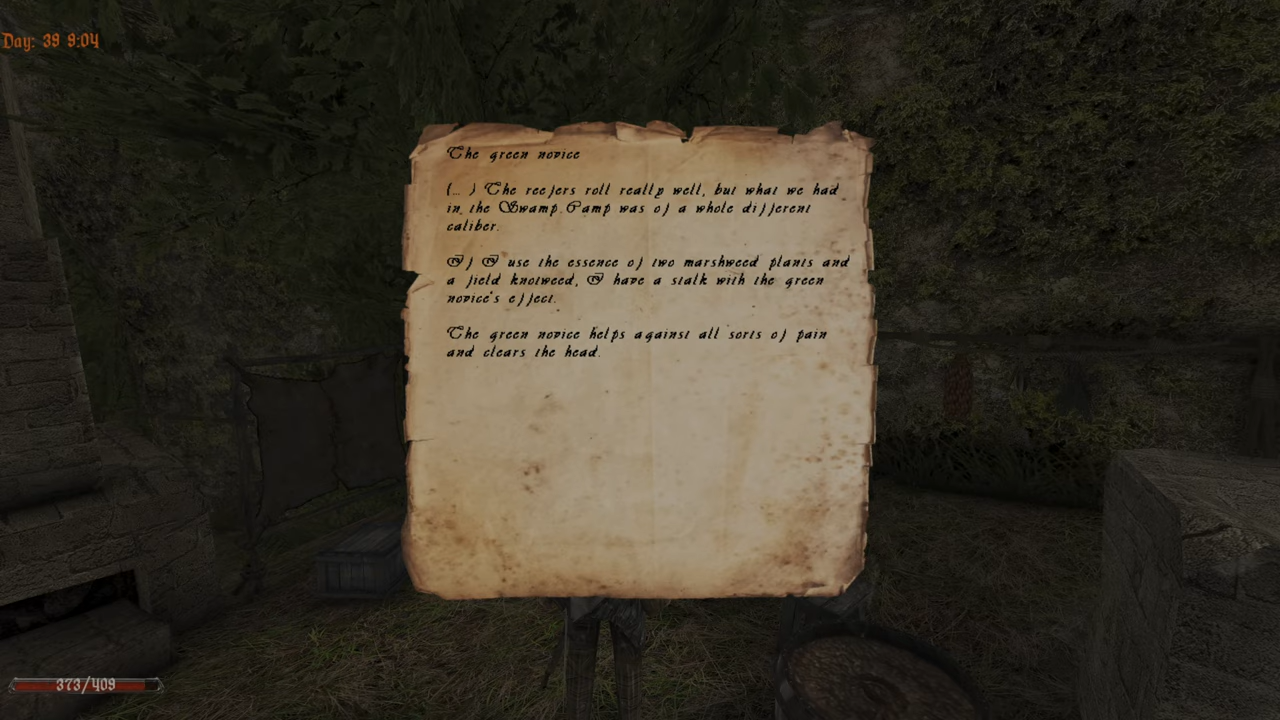 Day: 39 9:04
The green novice
(... ) The reefers roll really well, but what we had
in the Swamp Camp was of a whole different
caliber.
If I use the essence of two marshweed plants and
a field knotweed, I have a stalk with the green
novice's effect.
The green novice helps against all sorts of pain
and clears the head.
373/409